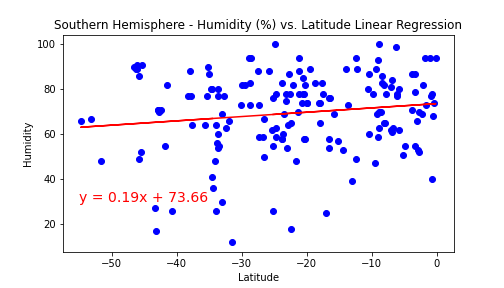 Southern Hemisphere - Humidity (%) vs. Latitude Linear Regression
100
80
60
40
20
Humidity
y = 0.19x + 73.66
−50
−40
−30
−20
−10
0
Latitude